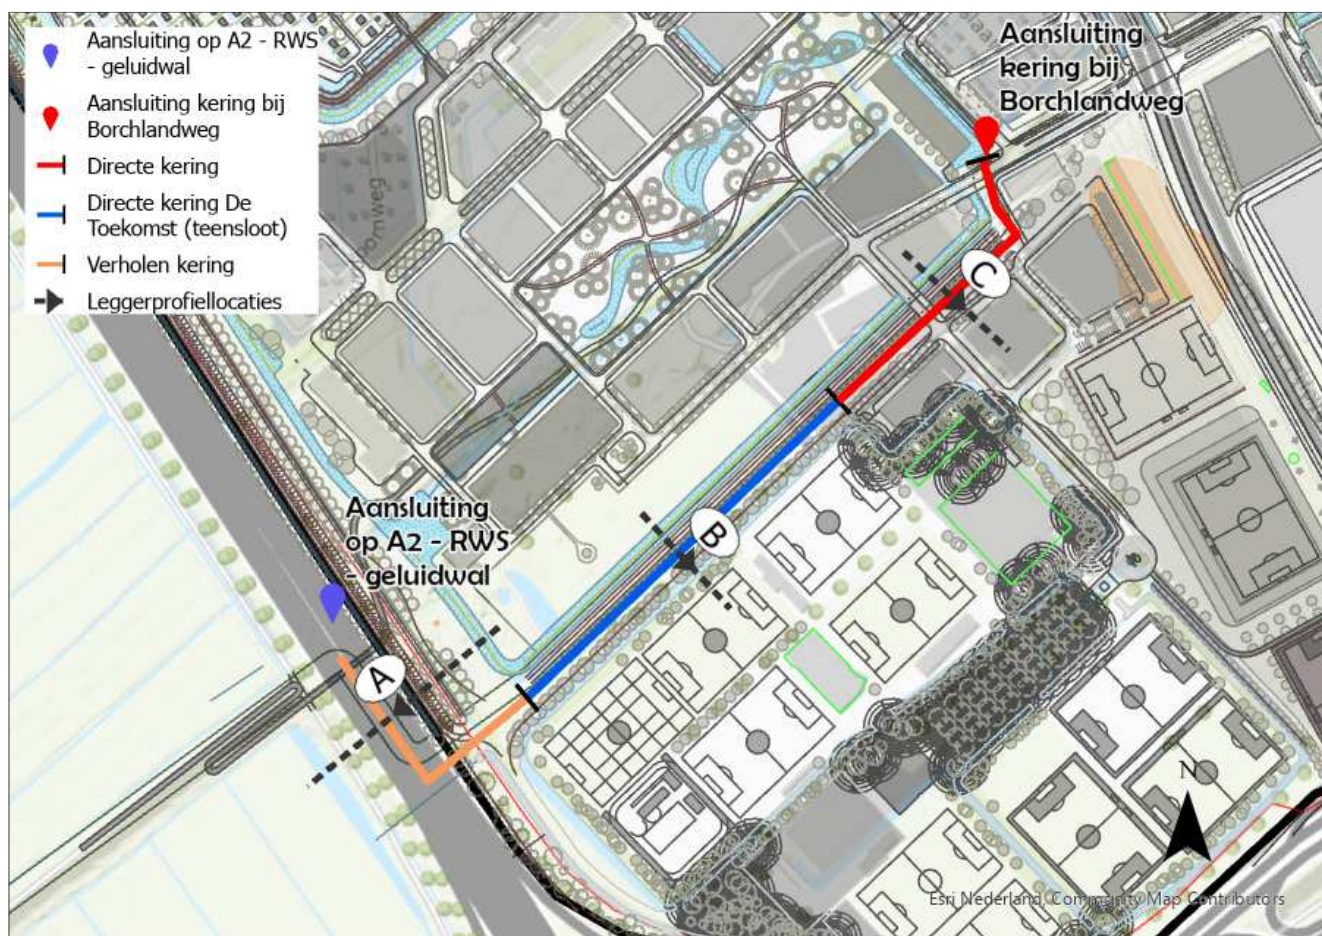 Aansluiting op A2 - RWS
- geluidwal
Aansluiting kering bij
Borchlandweg
Directe kering
Directe kering De
Toekomst (teensloot)
Verholen kering
Leggerprofiellocaties
Aansluiting
kering bij
Borchlandweg
C
B
Aansluiting
op A2 - RWS
- geluidwal
A
N
Esri Nederland, Community Map Contributors